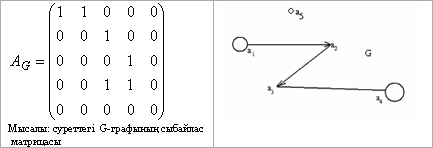 A_G = 
1 1 0 0 0
0 0 1 0 0
0 0 0 1 0
0 0 1 1 0
0 0 0 0 0
Мысалы: суреттегі G-графының сыбайлас
матрицасы
a5
a1
a2
G
a3
a4